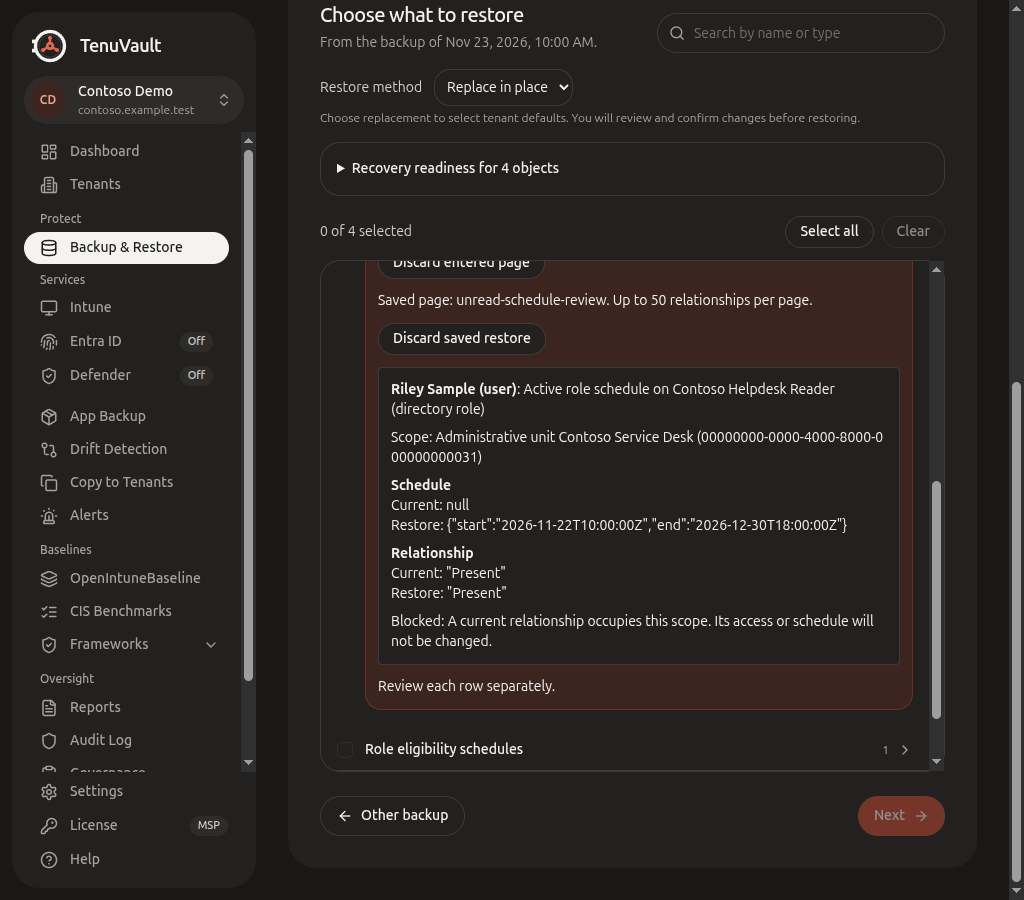 TenuVault
CD
Contoso Demo
contoso.example.test
Dashboard
Tenants
Protect
Backup & Restore
Services
Intune
Entra ID
Off
Defender
Off
App Backup
Drift Detection
Copy to Tenants
Alerts
Baselines
OpenIntuneBaseline
CIS Benchmarks
Frameworks
Oversight
Reports
Audit Log
Governance
Settings
License
MSP
Help
Choose what to restore
From the backup of Nov 23, 2026, 10:00 AM.
Search by name or type
Restore method
Replace in place
Choose replacement to select tenant defaults. You will review and confirm changes before restoring.
Recovery readiness for 4 objects
0 of 4 selected
Select all
Clear
Discard entered page
Saved page: unread-schedule-review. Up to 50 relationships per page.
Discard saved restore
Riley Sample (user): Active role schedule on Contoso Helpdesk Reader
(directory role)
Scope: Administrative unit Contoso Service Desk (00000000-0000-4000-8000-0
00000000031)
Schedule
Current: null
Restore: {"start":"2026-11-22T10:00:00Z","end":"2026-12-30T18:00:00Z"}
Relationship
Current: "Present"
Restore: "Present"
Blocked: A current relationship occupies this scope. Its access or schedule will
not be changed.
Review each row separately.
Role eligibility schedules
1
Other backup
Next